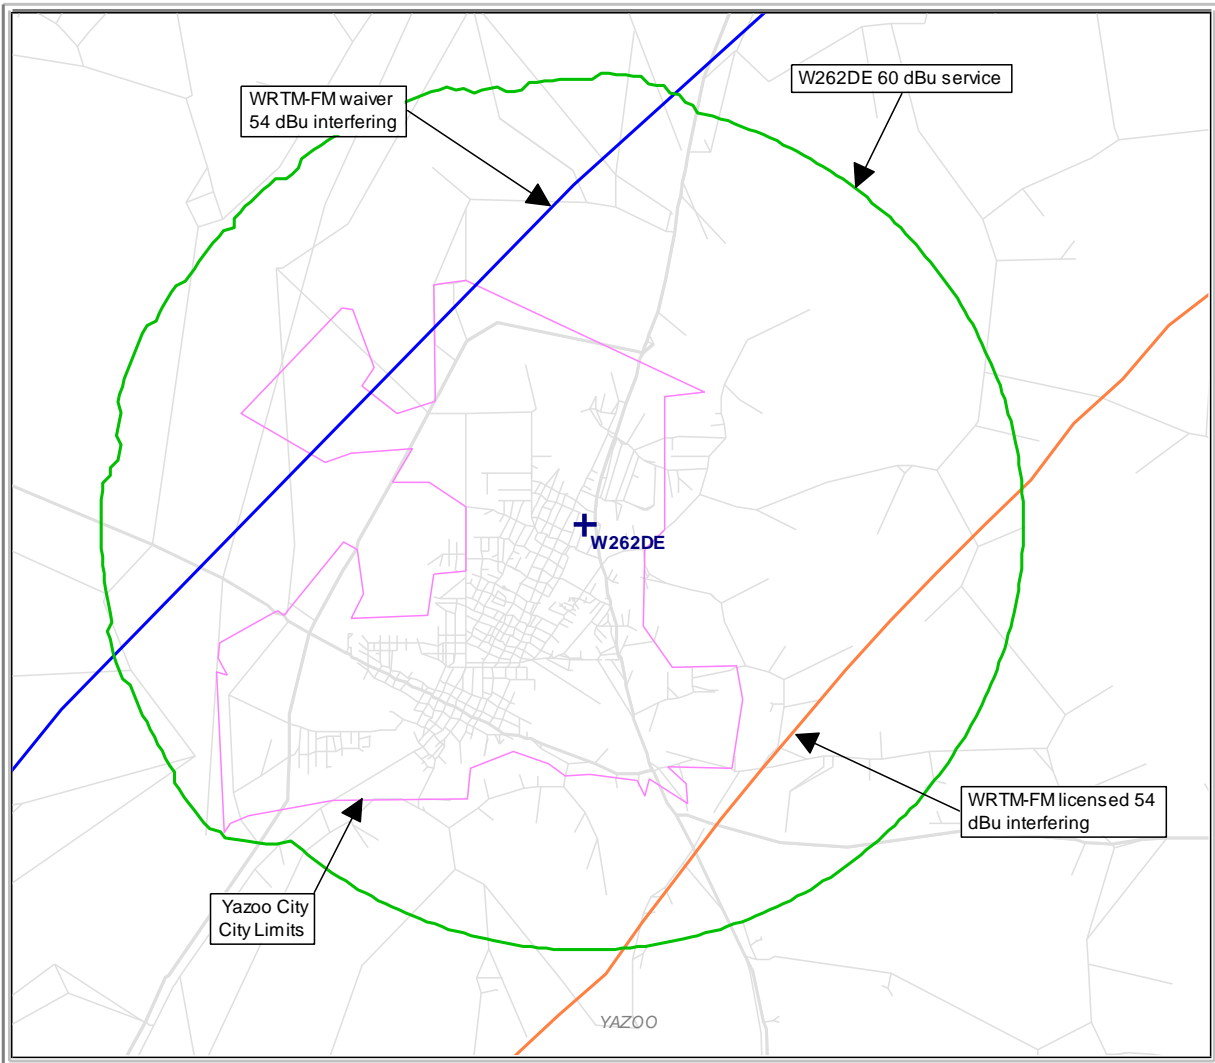 W262DE 60 dBu service
WRTM-FM waiver
54 dBu interfering
W262DE
WRTM-FM licensed 54
dBu interfering
Yazoo City
City Limits
YAZOO